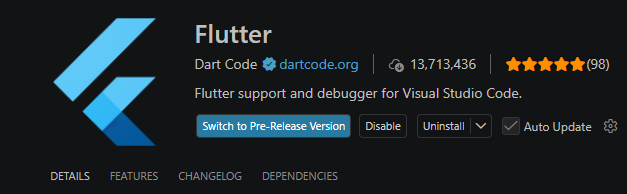 Flutter
Dart Code dartcode.org 13,713,436 (98)
Flutter support and debugger for Visual Studio Code.
Switch to Pre-Release Version Disable Uninstall Auto Update
DETAILS FEATURES CHANGELOG DEPENDENCIES